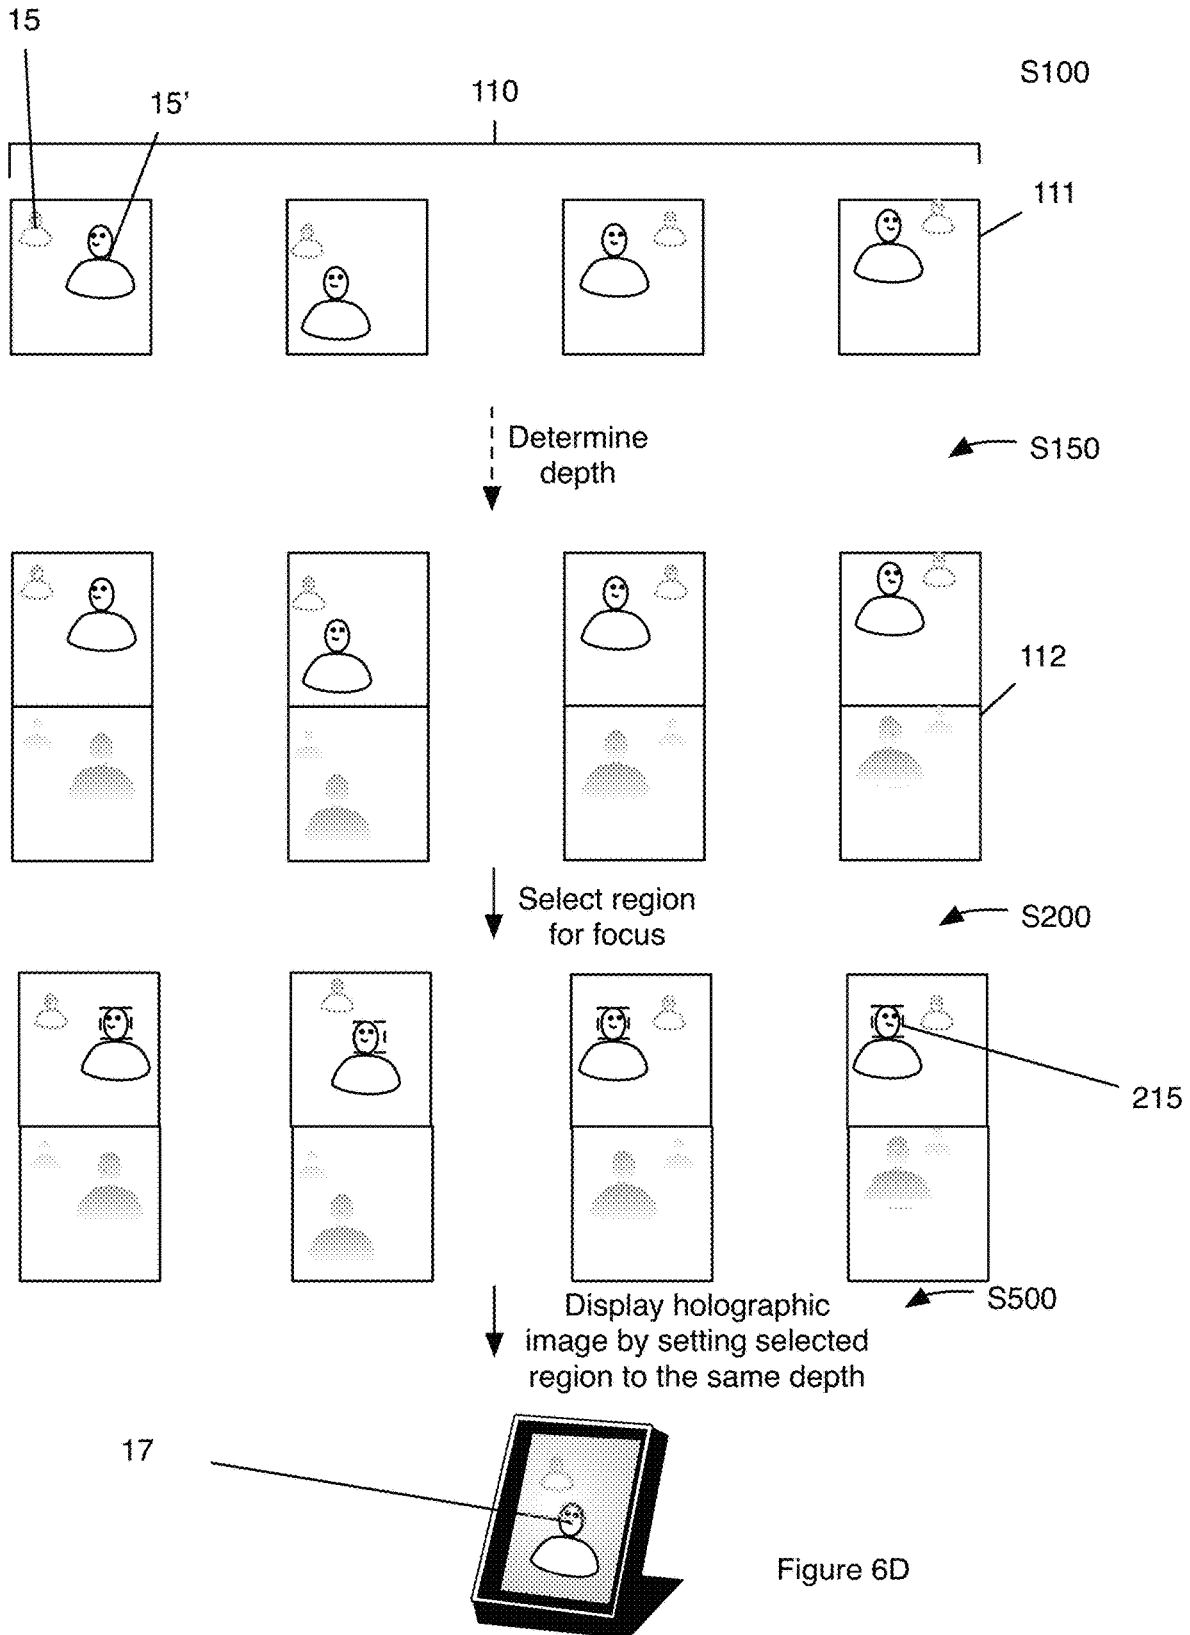 15
S100
110
15'
111
Determine
depth
S150
112
Select region
for focus
S200
215
S500
Display holographic
image by setting selected
region to the same depth
17
Figure 6D